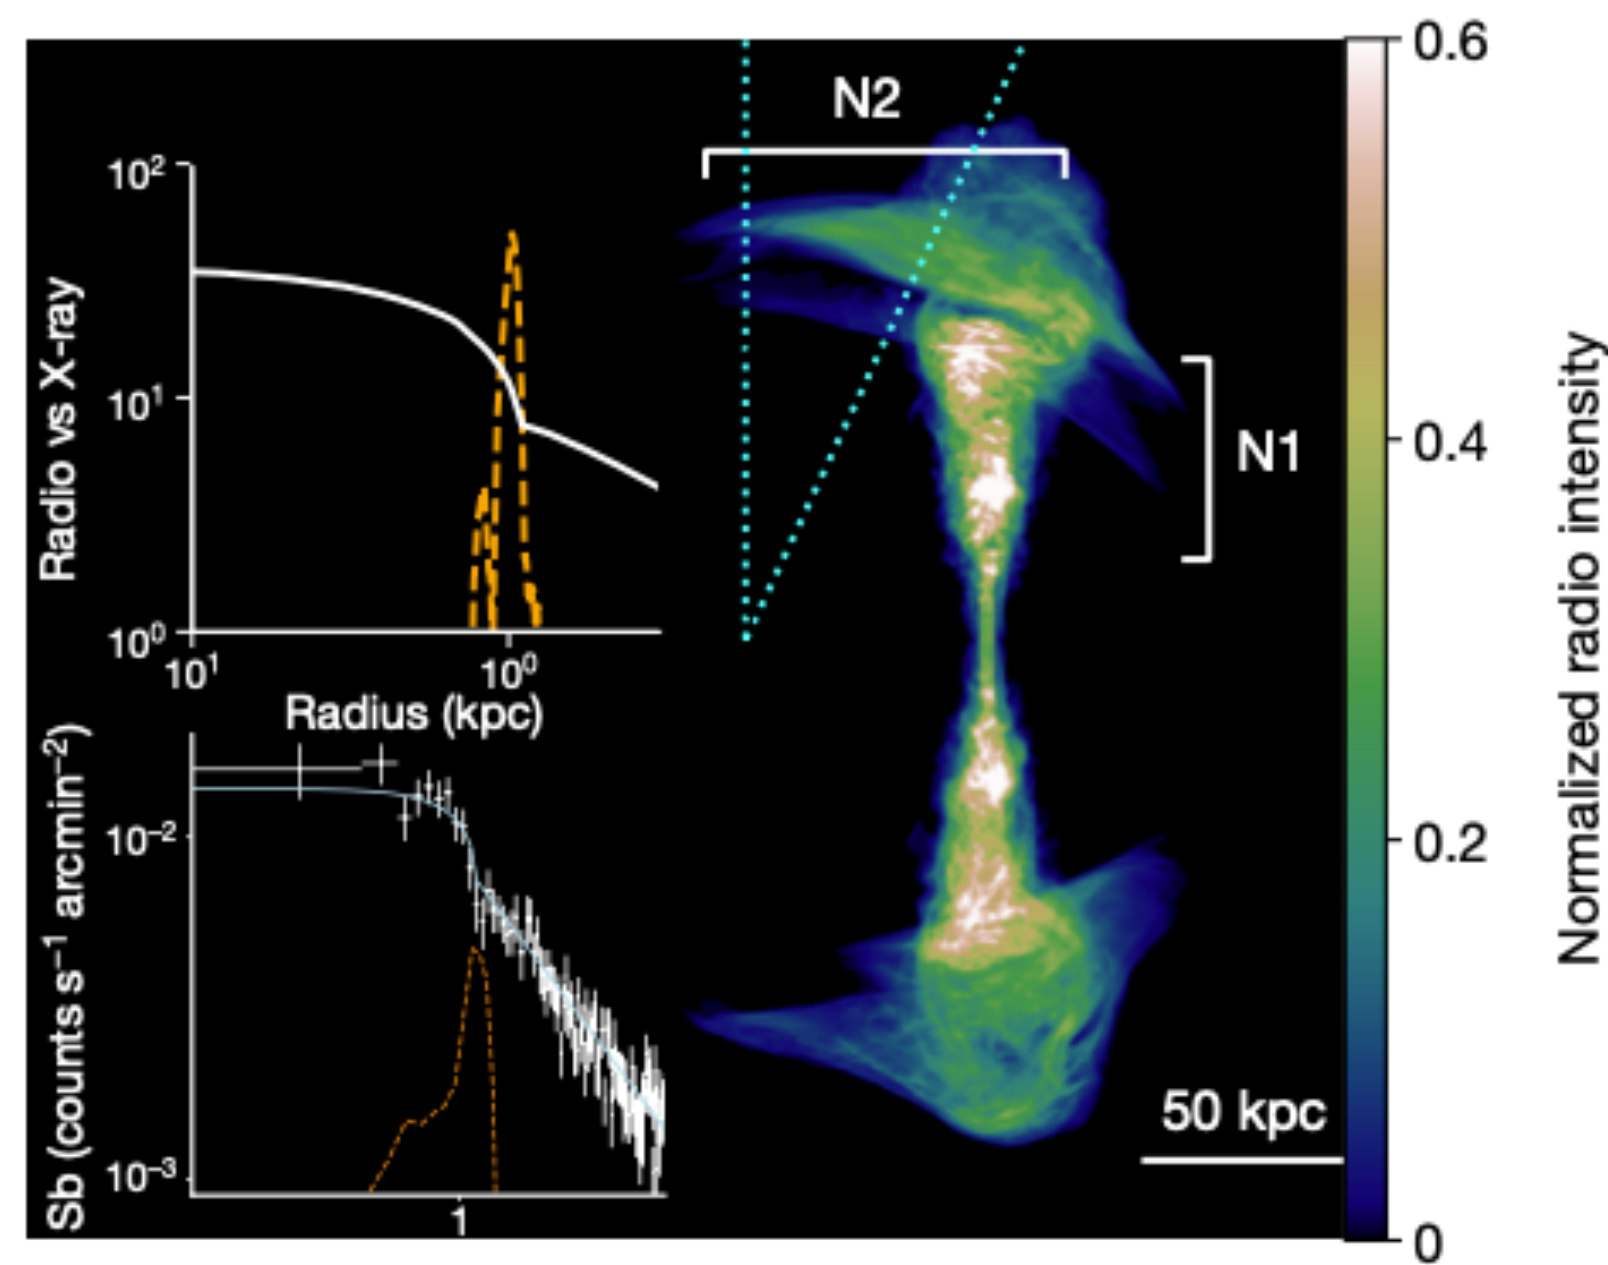 Radio vs X-ray
10²
10¹
10⁰
10¹
10⁰
Radius (kpc)
Sb (counts s⁻¹ arcmin⁻²)
10⁻²
10⁻³
1
N2
N1
50 kpc
0.6
0.4
0.2
0
Normalized radio intensity